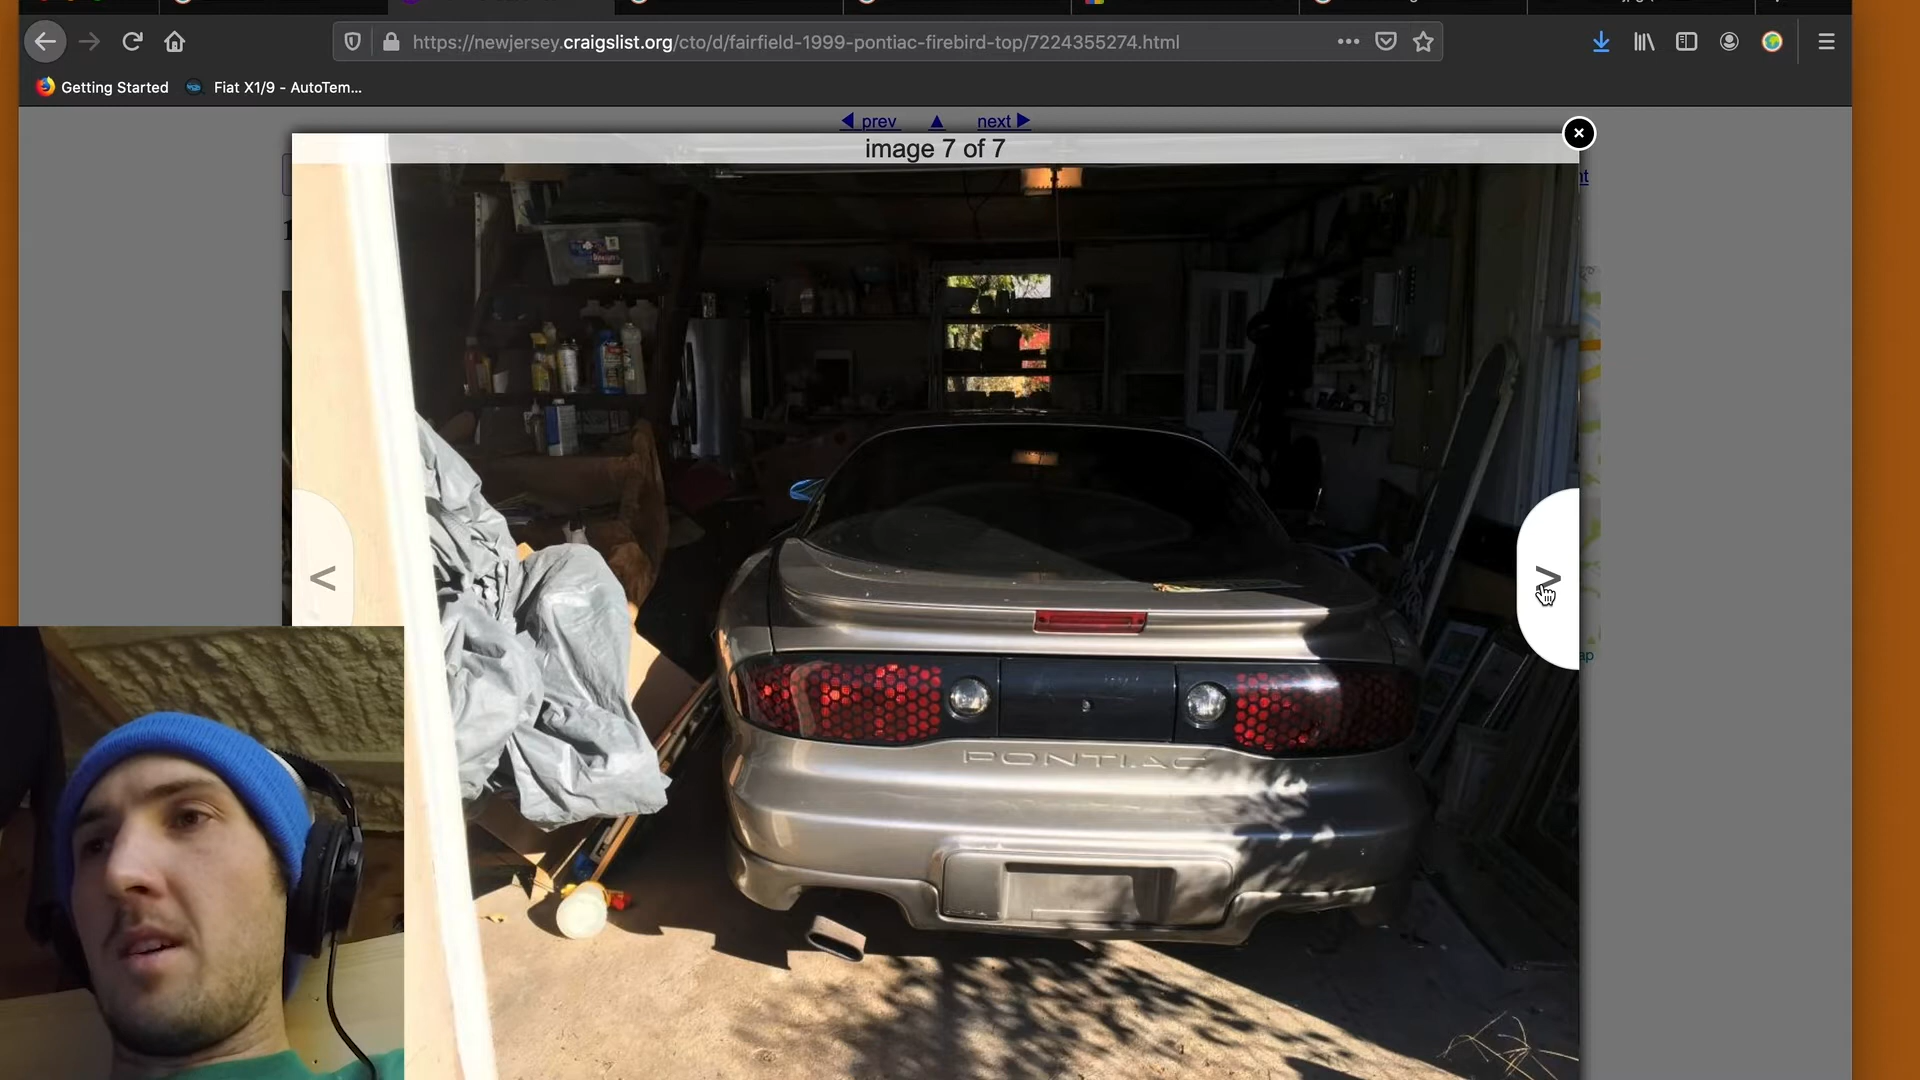 https://newjersey.craigslist.org/cto/d/fairfield-1999-pontiac-firebird-top/7224355274.html
Getting Started
Fiat X1/9 - AutoTem...
prev
next
image 7 of 7
PONTIAC